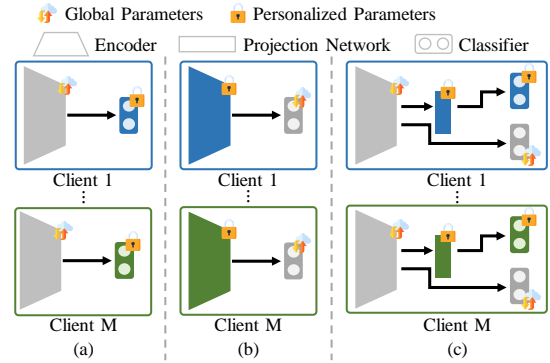 Global Parameters Personalized Parameters
Encoder Projection Network Classifier
Client 1 Client 1 Client 1
Client M Client M Client M
(a) (b) (c)